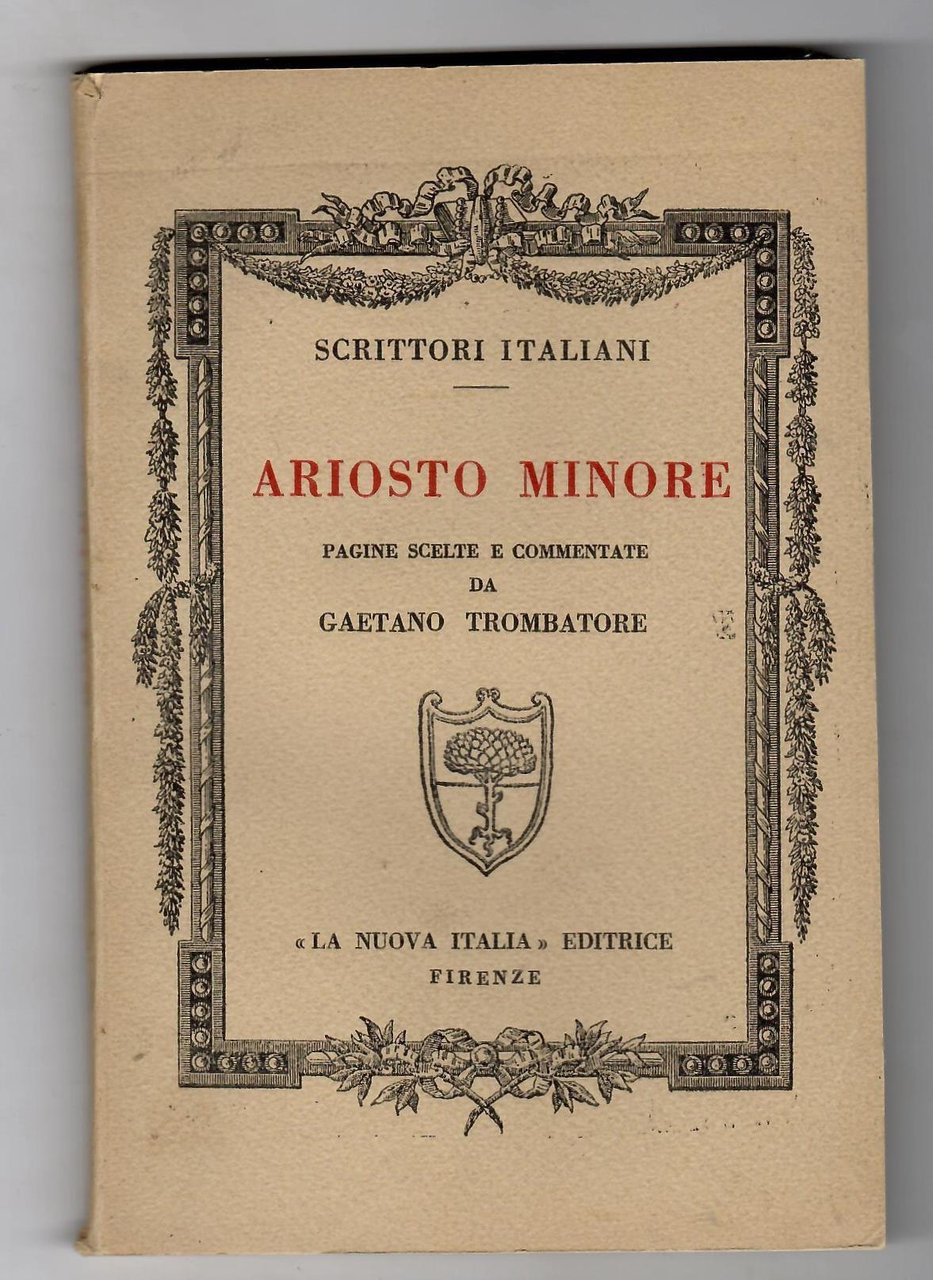 SCRITTORI ITALIANI
ARIOSTO MINORE
PAGINE SCELTE E COMMENTATE
DA
GAETANO TROMBATORE
« LA NUOVA ITALIA » EDITRICE
FIRENZE